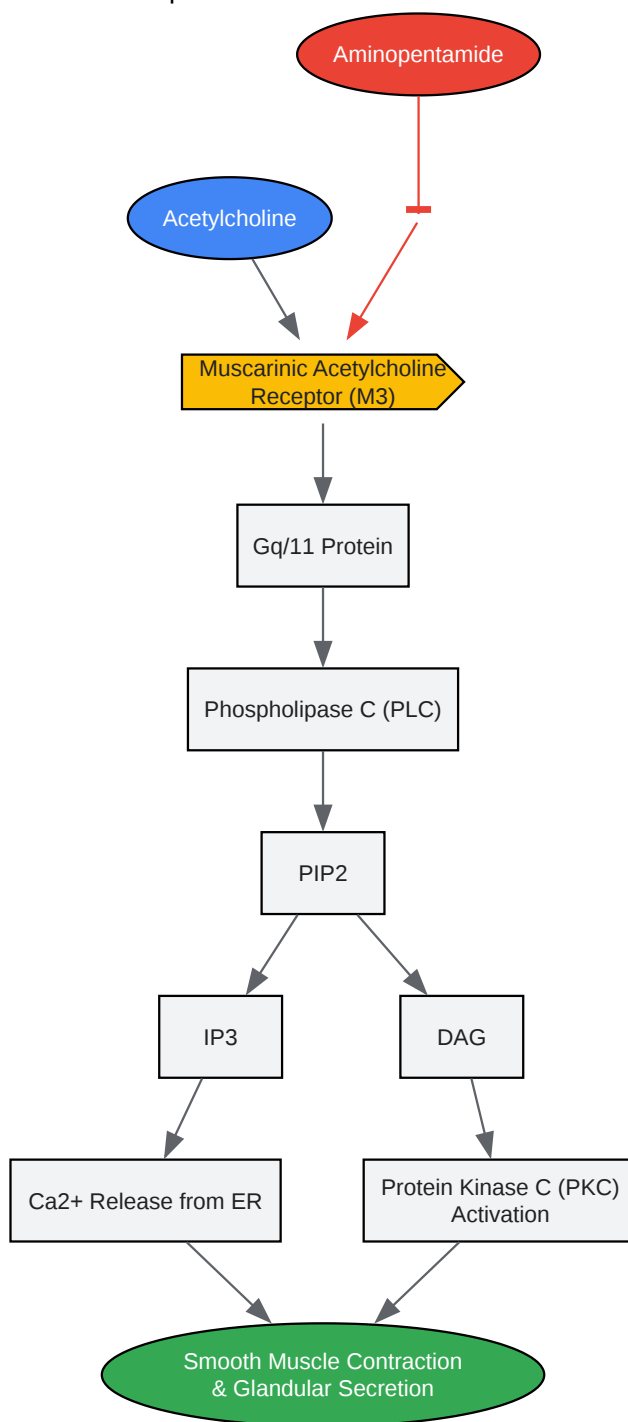 Aminopentamide
Acetylcholine
Muscarinic Acetylcholine
Receptor (M3)
Gq/11 Protein
Phospholipase C (PLC)
PIP2
IP3
DAG
Ca2+ Release from ER
Protein Kinase C (PKC)
Activation
Smooth Muscle Contraction
& Glandular Secretion